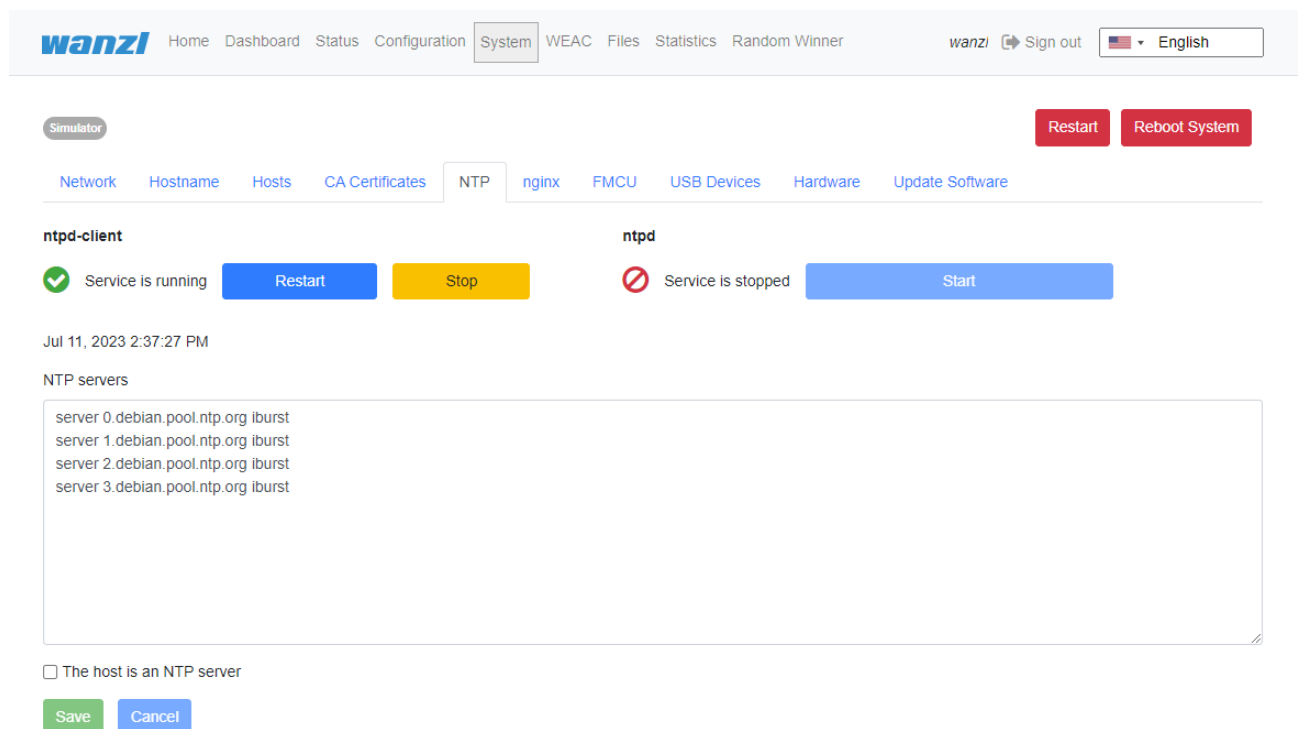 wanzl Home Dashboard Status Configuration System WEAC Files Statistics Random Winner wanzl Sign out English
Simulator Restart Reboot System
Network Hostname Hosts CA Certificates NTP nginx FMCU USB Devices Hardware Update Software
ntpd-client ntpd
Service is running Restart Stop Service is stopped Start
Jul 11, 2023 2:37:27 PM
NTP servers
server 0.debian.pool.ntp.org iburst
server 1.debian.pool.ntp.org iburst
server 2.debian.pool.ntp.org iburst
server 3.debian.pool.ntp.org iburst
The host is an NTP server
Save Cancel